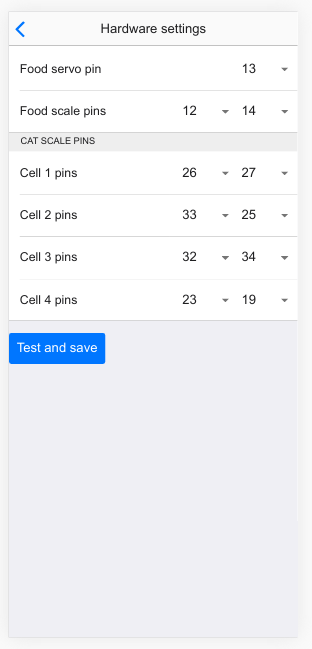 Hardware settings
Food servo pin 13
Food scale pins 12 14
CAT SCALE PINS
Cell 1 pins 26 27
Cell 2 pins 33 25
Cell 3 pins 32 34
Cell 4 pins 23 19
Test and save